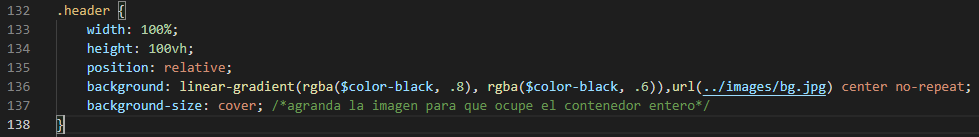 132 .header {
133 width: 100%;
134 height: 100vh;
135 position: relative;
136 background: linear-gradient(rgba($color-black, .8), rgba($color-black, .6)),url(../images/bg.jpg) center no-repeat;
137 background-size: cover; /*agranda la imagen para que ocupe el contenedor entero*/
138 }